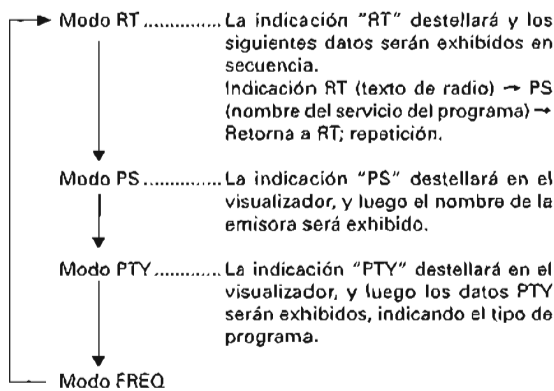 Modo RT .............. La indicación "RT" destellará y los
siguientes datos serán exhibidos en
secuencia.
Indicación RT (texto de radio) → PS
(nombre del servicio del programa) →
Retorna a RT; repetición.
Modo PS .............. La indicación "PS" destellará en el
visualizador, y luego el nombre de la
emisora será exhibido.
Modo PTY ............. La indicación "PTY" destellará en el
visualizador, y luego los datos PTY
serán exhibidos, indicando el tipo de
programa.
Modo FREQ